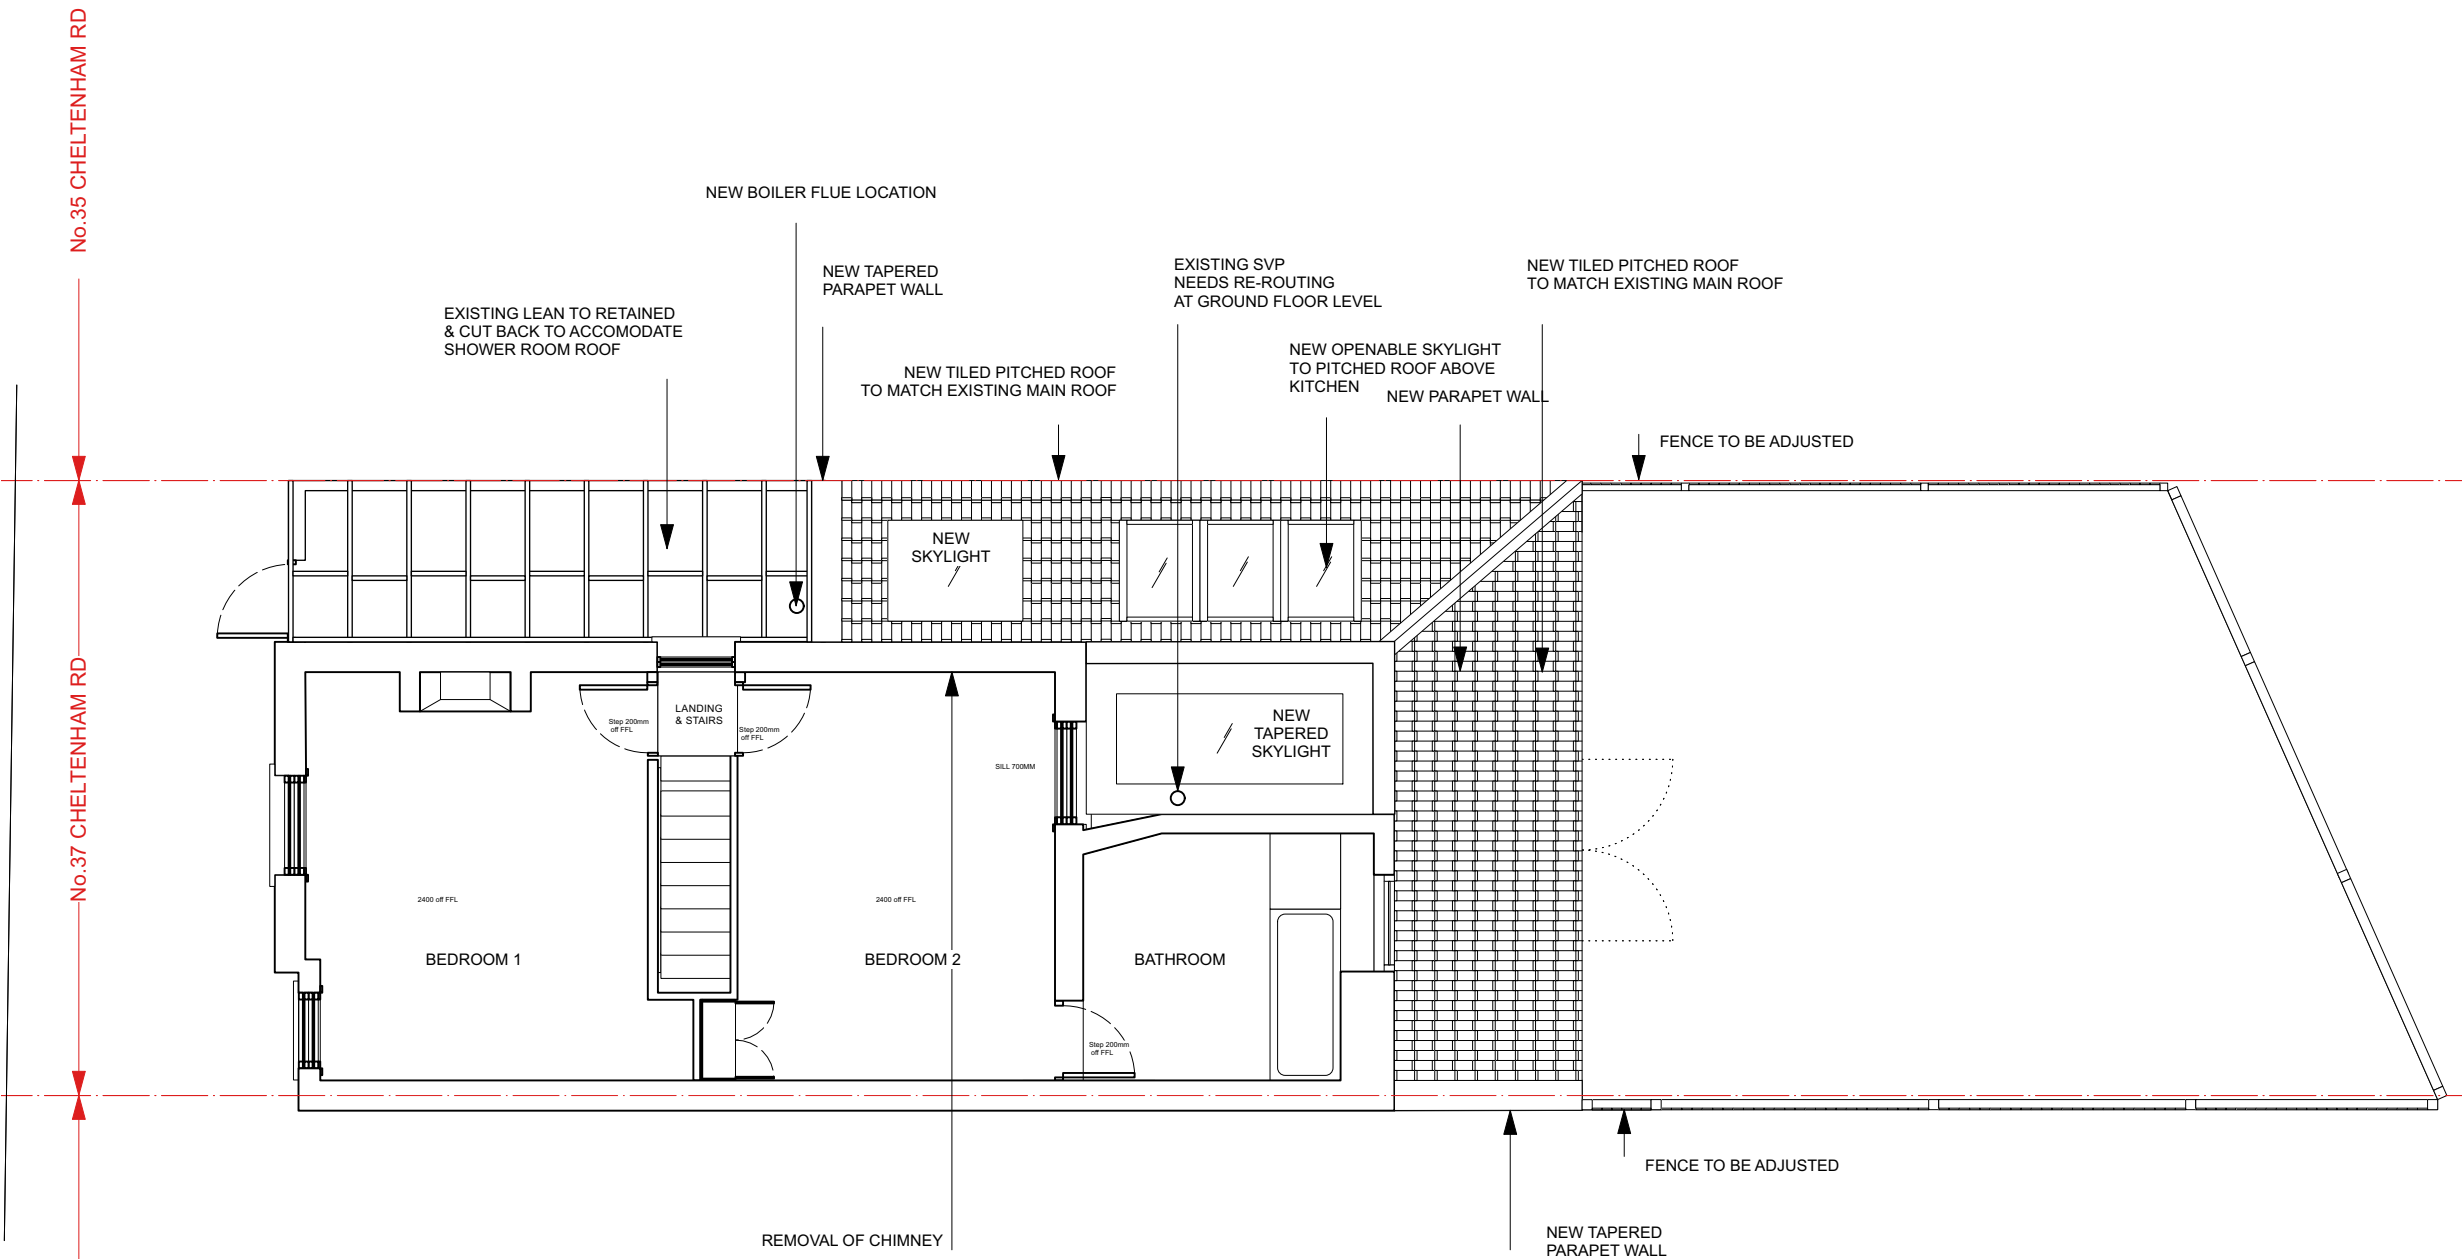 No.35 CHELTENHAM RD
NEW BOILER FLUE LOCATION
NEW TAPERED
PARAPET WALL
EXISTING SVP
NEEDS RE-ROUTING
AT GROUND FLOOR LEVEL
NEW TILED PITCHED ROOF
TO MATCH EXISTING MAIN ROOF
EXISTING LEAN TO RETAINED
& CUT BACK TO ACCOMODATE
SHOWER ROOM ROOF
NEW TILED PITCHED ROOF
TO MATCH EXISTING MAIN ROOF
NEW OPENABLE SKYLIGHT
TO PITCHED ROOF ABOVE
KITCHEN
NEW PARAPET WALL
FENCE TO BE ADJUSTED
NEW
SKYLIGHT
No.37 CHELTENHAM RD
LANDING
& STAIRS
Step 200mm
off FFL
Step 200mm
off FFL
NEW
TAPERED
SKYLIGHT
SILL 700MM
2400 off FFL
2400 off FFL
BEDROOM 1
BEDROOM 2
BATHROOM
Step 200mm
off FFL
FENCE TO BE ADJUSTED
REMOVAL OF CHIMNEY
NEW TAPERED
PARAPET WALL